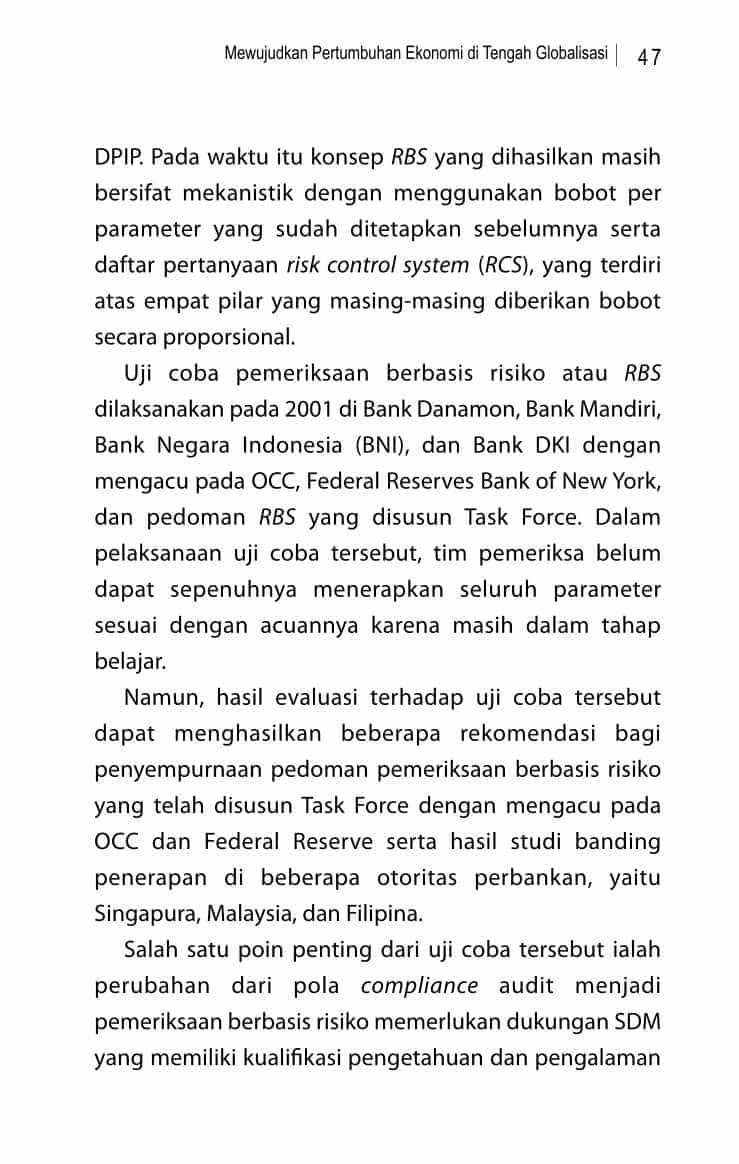 Mewujudkan Pertumbuhan Ekonomi di Tengah Globalisasi | 47
DPIP. Pada waktu itu konsep RBS yang dihasilkan masih
bersifat mekanistik dengan menggunakan bobot per
parameter yang sudah ditetapkan sebelumnya serta
daftar pertanyaan risk control system (RCS), yang terdiri
atas empat pilar yang masing-masing diberikan bobot
secara proporsional.
Uji coba pemeriksaan berbasis risiko atau RBS
dilaksanakan pada 2001 di Bank Danamon, Bank Mandiri,
Bank Negara Indonesia (BNI), dan Bank DKI dengan
mengacu pada OCC, Federal Reserves Bank of New York,
dan pedoman RBS yang disusun Task Force. Dalam
pelaksanaan uji coba tersebut, tim pemeriksa belum
dapat sepenuhnya menerapkan seluruh parameter
sesuai dengan acuannya karena masih dalam tahap
belajar.
Namun, hasil evaluasi terhadap uji coba tersebut
dapat menghasilkan beberapa rekomendasi bagi
penyempurnaan pedoman pemeriksaan berbasis risiko
yang telah disusun Task Force dengan mengacu pada
OCC dan Federal Reserve serta hasil studi banding
penerapan di beberapa otoritas perbankan, yaitu
Singapura, Malaysia, dan Filipina.
Salah satu poin penting dari uji coba tersebut ialah
perubahan dari pola compliance audit menjadi
pemeriksaan berbasis risiko memerlukan dukungan SDM
yang memiliki kualifikasi pengetahuan dan pengalaman